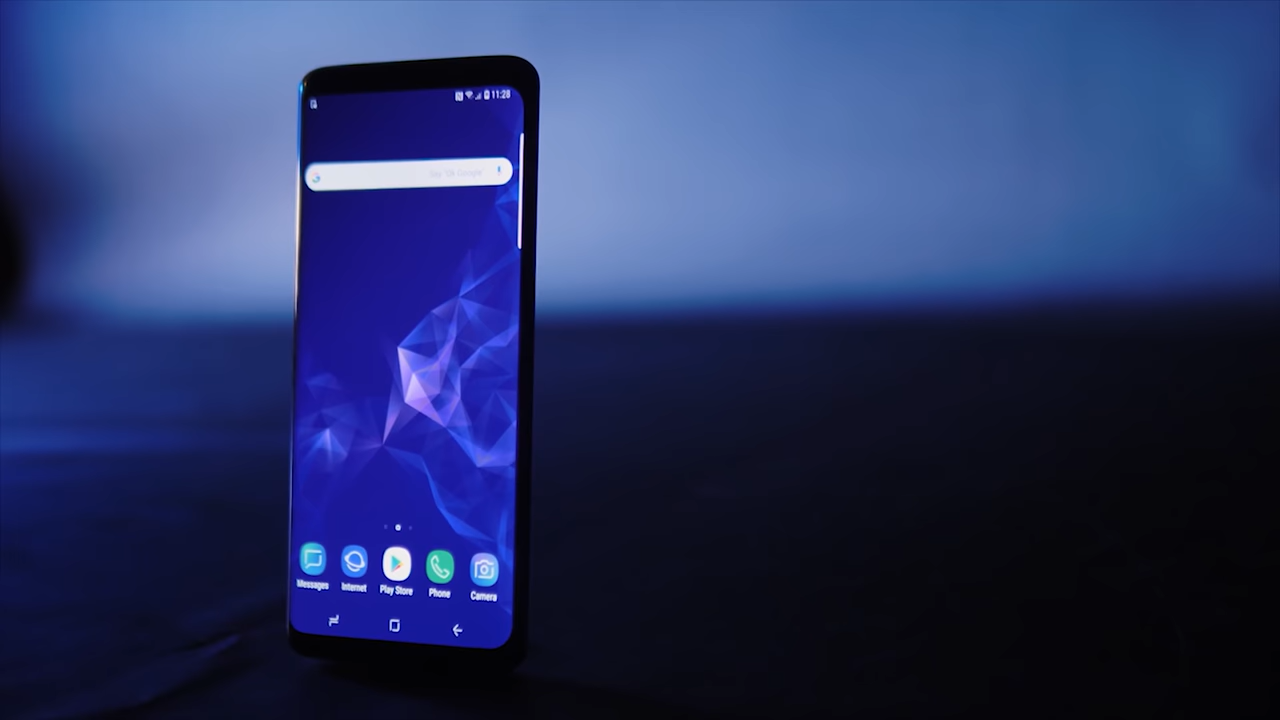 11:28
Say "Ok Google"
Messages
Internet
Play Store
Phone
Camera